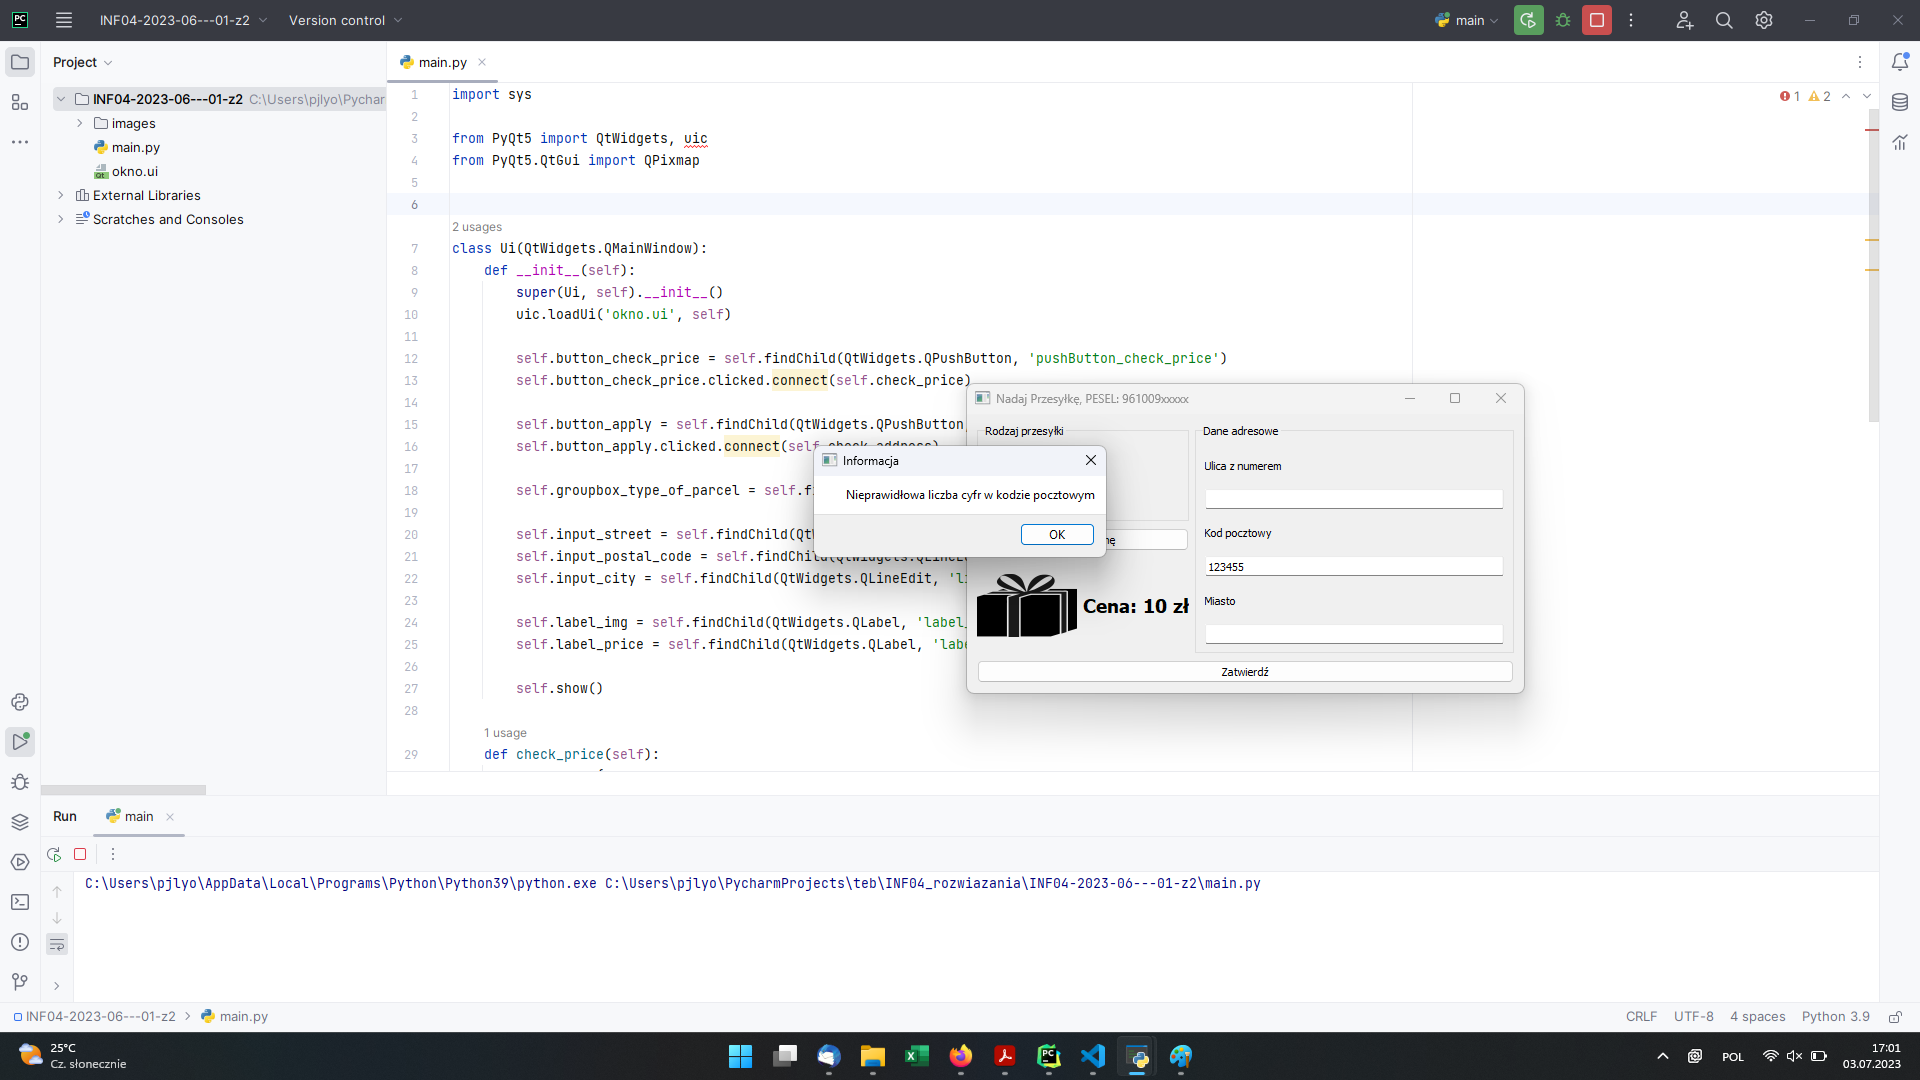 INF04-2023-06---01-z2
Version control
main
Project
main.py
INF04-2023-06---01-z2 C:\Users\pjlyo\Pychar
images
main.py
okno.ui
External Libraries
Scratches and Consoles
1 2
1 import sys
2
3 from PyQt5 import QtWidgets, uic
4 from PyQt5.QtGui import QPixmap
5
6
2 usages
7 class Ui(QtWidgets.QMainWindow):
8 def __init__(self):
9 super(Ui, self).__init__()
10 uic.loadUi('okno.ui', self)
11
12 self.button_check_price = self.findChild(QtWidgets.QPushButton, 'pushButton_check_price')
13 self.button_check_price.clicked.connect(self.check_price)
14
15 self.button_apply = self.findChild(QtWidgets.QPushButton,
16 self.button_apply.clicked.connect(self.check_address)
17
18 self.groupbox_type_of_parcel = self.fi
19
20 self.input_street = self.findChild(QtW
21 self.input_postal_code = self.findChild(QtWidgets.QLineEdit
22 self.input_city = self.findChild(QtWidgets.QLineEdit, 'li
23
24 self.label_img = self.findChild(QtWidgets.QLabel, 'label_
25 self.label_price = self.findChild(QtWidgets.QLabel, 'labe
26
27 self.show()
28
1 usage
29 def check_price(self):
Nadaj Przesyłkę, PESEL: 961009xxxxx
Rodzaj przesyłki
Dane adresowe
Ulica z numerem
Kod pocztowy
123455
Miasto
Cena: 10 zł
Zatwierdź
Informacja
Nieprawidłowa liczba cyfr w kodzie pocztowym
OK
nę
Run
main
C:\Users\pjlyo\AppData\Local\Programs\Python\Python39\python.exe C:\Users\pjlyo\PycharmProjects\teb\INF04_rozwiazania\INF04-2023-06---01-z2\main.py
INF04-2023-06---01-z2 > main.py
CRLF UTF-8 4 spaces Python 3.9
25°C
Cz. słonecznie
POL
17:01
03.07.2023